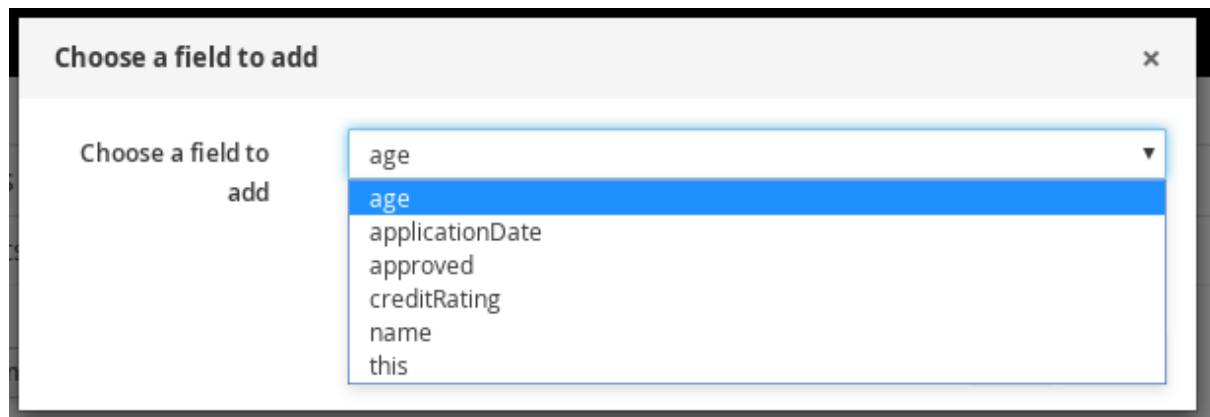 Choose a field to add ×
Choose a field to
add
age
age
applicationDate
approved
creditRating
name
this